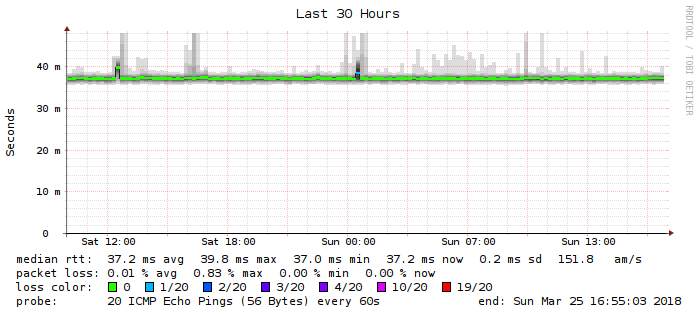 Last 30 Hours
RRDTOOL / TOBI OETIKER
Seconds
40 m
30 m
20 m
10 m
0
Sat 12:00 Sat 18:00 Sun 00:00 Sun 07:00 Sun 13:00
median rtt: 37.2 ms avg 39.8 ms max 37.0 ms min 37.2 ms now 0.2 ms sd 151.8 am/s
packet loss: 0.01 % avg 0.83 % max 0.00 % min 0.00 % now
loss color: 0 1/20 2/20 3/20 4/20 10/20 19/20
probe: 20 ICMP Echo Pings (56 Bytes) every 60s end: Sun Mar 25 16:55:03 2018